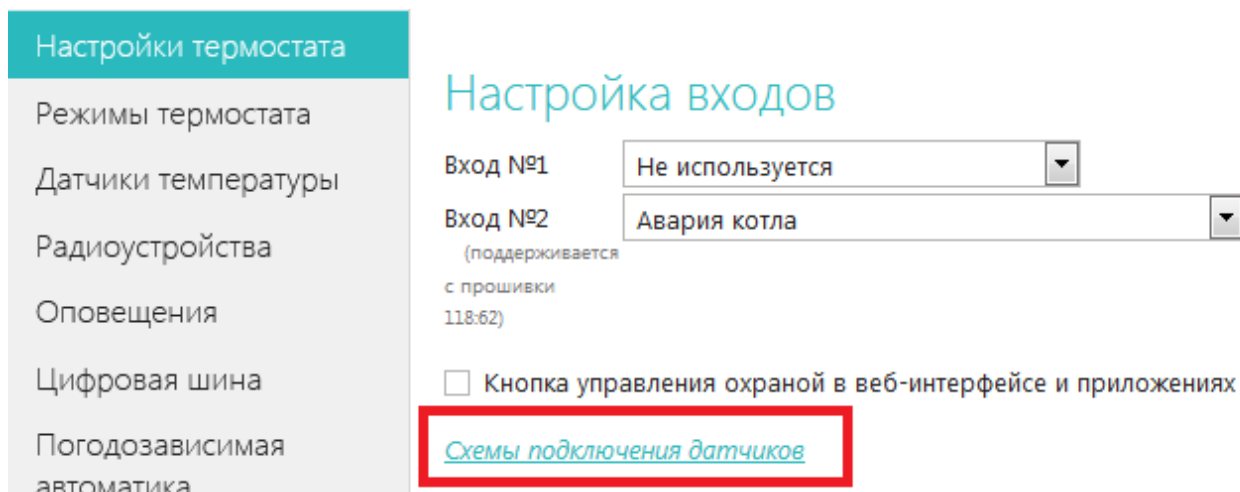 Настройки термостата
Режимы термостата
Датчики температуры
Радиоустройства
Оповещения
Цифровая шина
Погодозависимая
автоматика
Настройка входов
Вход №1 Не используется
Вход №2 Авария котла
(поддерживается
с прошивки
118:62)
Кнопка управления охраной в веб-интерфейсе и приложениях
Схемы подключения датчиков